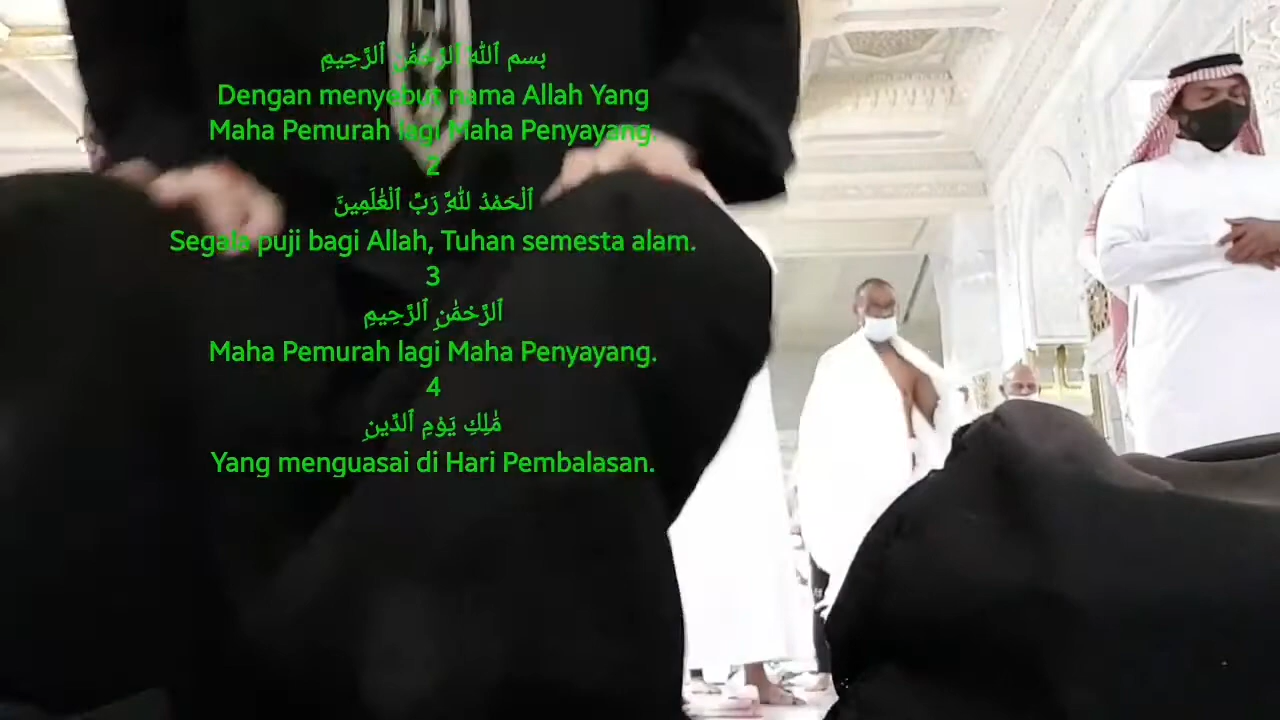 بسم ٱللَّهِ ٱلرَّحْمَٰنِ ٱلرَّحِيمِ
Dengan menyebut nama Allah Yang
Maha Pemurah lagi Maha Penyayang.
2
ٱلْحَمْدُ لِلَّهِ رَبِّ ٱلْعَٰلَمِينَ
Segala puji bagi Allah, Tuhan semesta alam.
3
ٱلرَّحْمَٰنِ ٱلرَّحِيمِ
Maha Pemurah lagi Maha Penyayang.
4
مَٰلِكِ يَوْمِ ٱلدِّينِ
Yang menguasai di Hari Pembalasan.